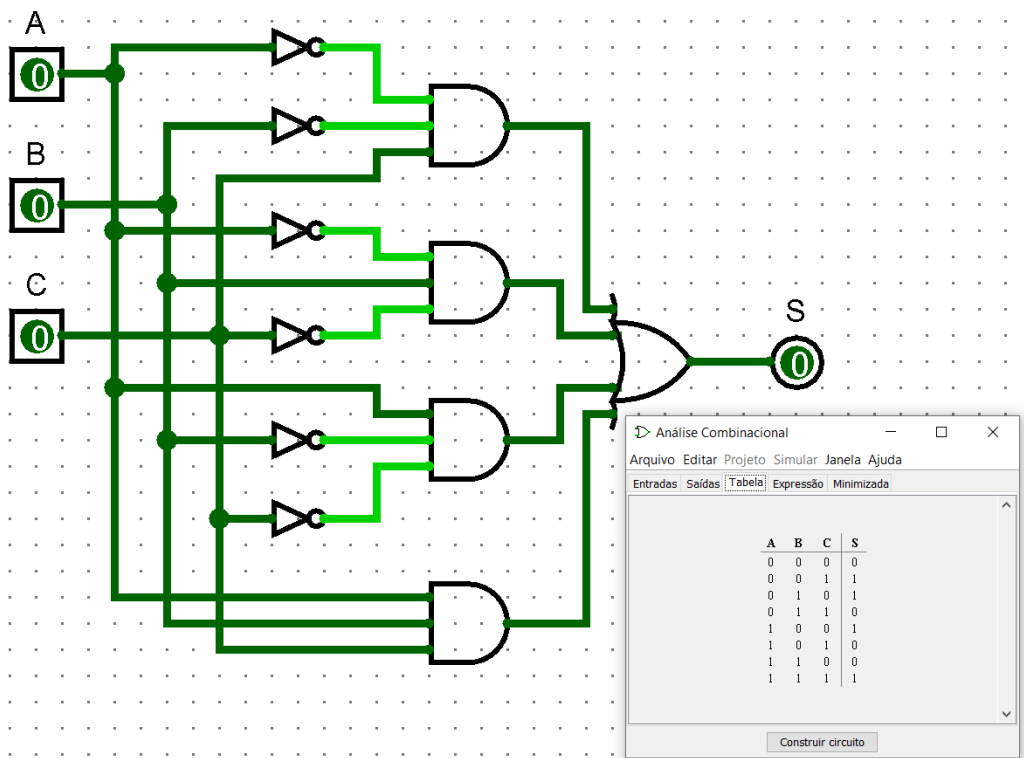 A
0
B
0
C
0
S
0
Análise Combinacional
Arquivo Editar Projeto Simular Janela Ajuda
Entradas Saídas Tabela Expressão Minimizada
A B C S
0 0 0 0
0 0 1 1
0 1 0 1
0 1 1 0
1 0 0 1
1 0 1 0
1 1 0 0
1 1 1 1
Construir circuito